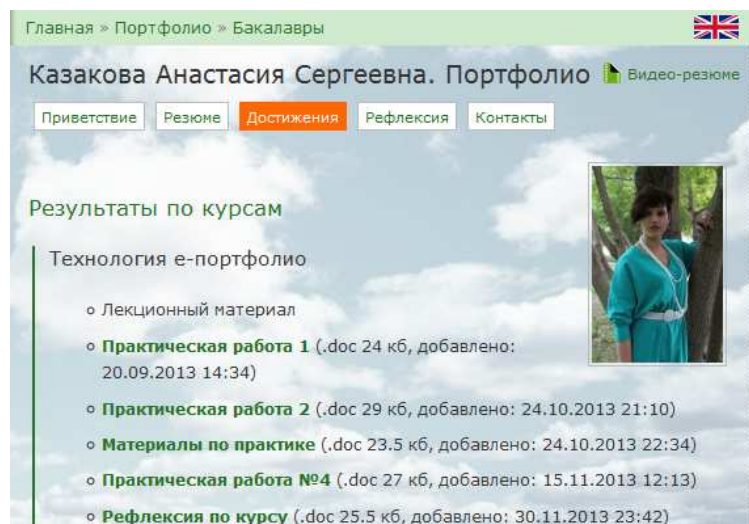 Главная » Портфолио » Бакалавры
Казакова Анастасия Сергеевна. Портфолио Видео-резюме
Приветствие Резюме Достижения Рефлексия Контакты
Результаты по курсам
Технология е-портфолио
Лекционный материал
Практическая работа 1 (.doc 24 кб, добавлено:
20.09.2013 14:34)
Практическая работа 2 (.doc 29 кб, добавлено: 24.10.2013 21:10)
Материалы по практике (.doc 23.5 кб, добавлено: 24.10.2013 22:34)
Практическая работа №4 (.doc 27 кб, добавлено: 15.11.2013 12:13)
Рефлексия по курсу (.doc 25.5 кб, добавлено: 30.11.2013 23:42)